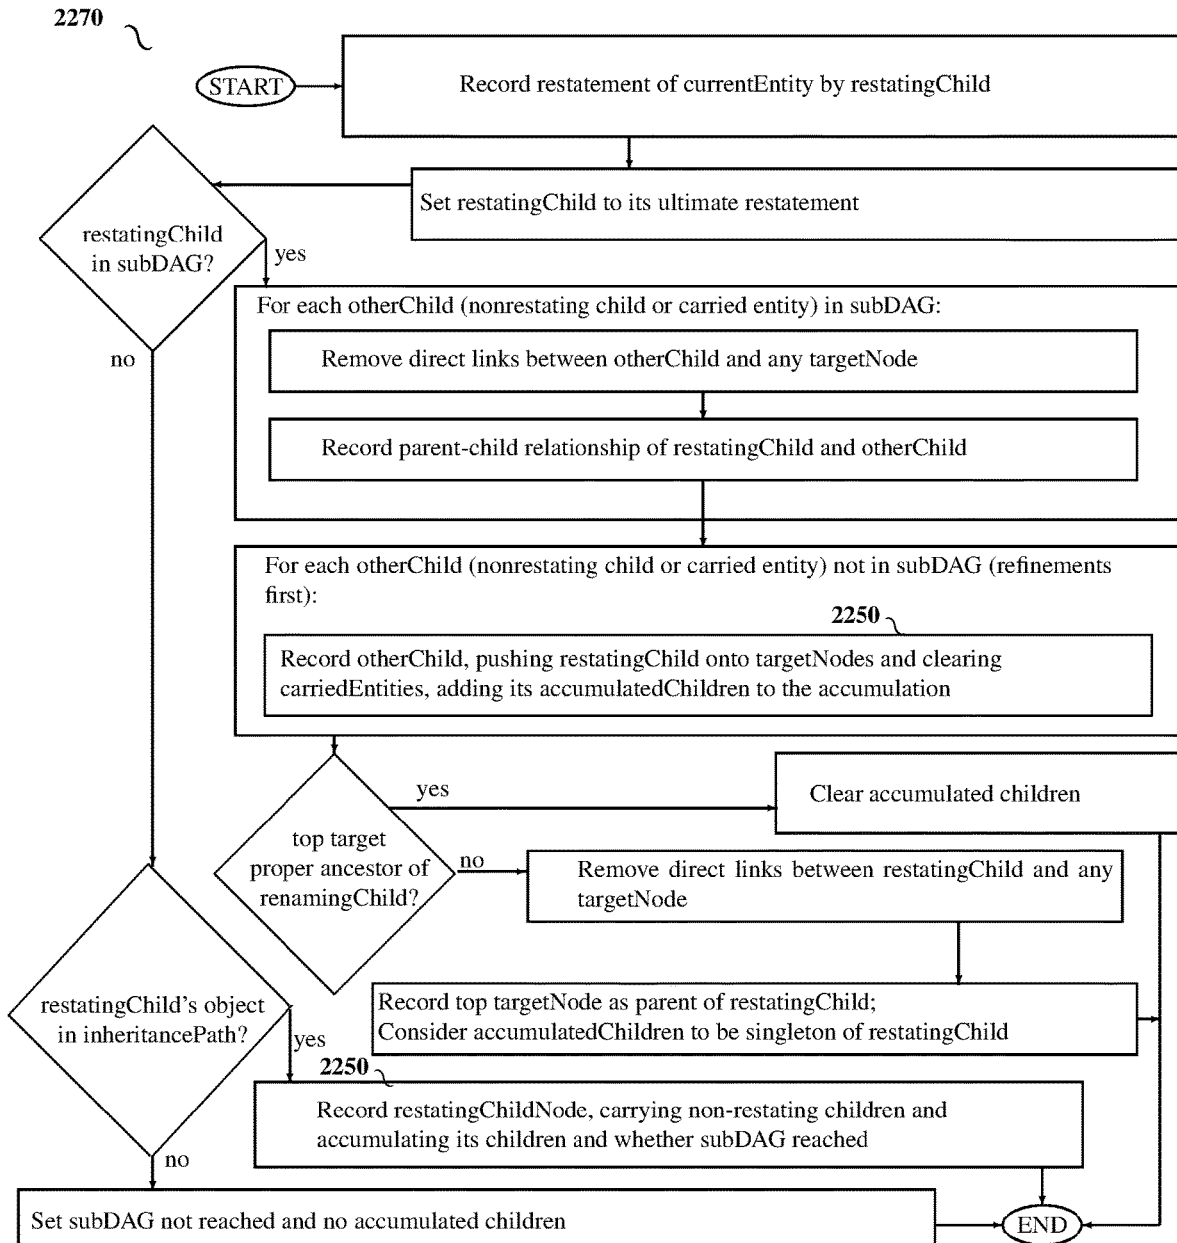 2270
START
Record restatement of currentEntity by restatingChild
Set restatingChild to its ultimate restatement
restatingChild
in subDAG?
yes
no
For each otherChild (nonrestating child or carried entity) in subDAG:
Remove direct links between otherChild and any targetNode
Record parent-child relationship of restatingChild and otherChild
For each otherChild (nonrestating child or carried entity) not in subDAG (refinements
first):
2250
Record otherChild, pushing restatingChild onto targetNodes and clearing
carriedEntities, adding its accumulatedChildren to the accumulation
top target
proper ancestor of
renamingChild?
yes
Clear accumulated children
no
Remove direct links between restatingChild and any
targetNode
Record top targetNode as parent of restatingChild;
Consider accumulatedChildren to be singleton of restatingChild
restatingChild's object
in inheritancePath?
yes
2250
Record restatingChildNode, carrying non-restating children and
accumulating its children and whether subDAG reached
no
Set subDAG not reached and no accumulated children
END